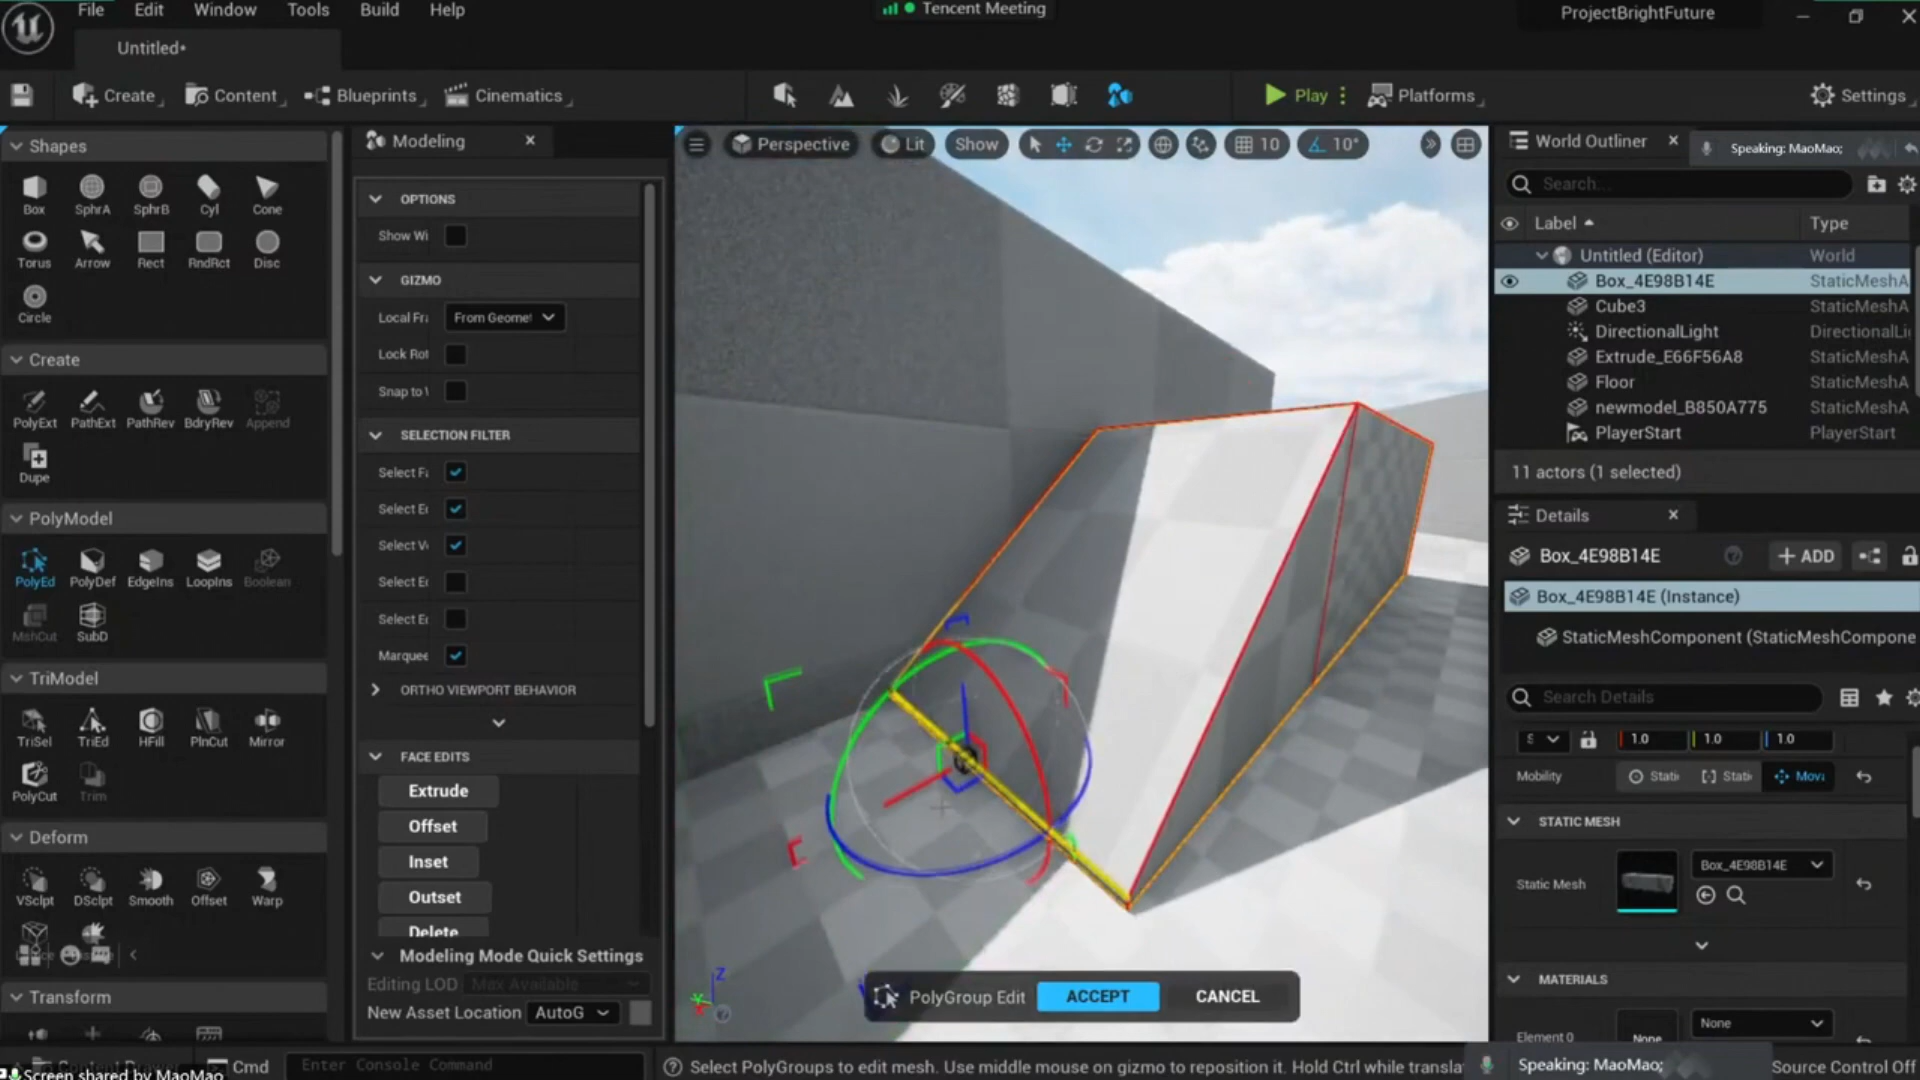 File Edit Window Tools Build Help
Tencent Meeting
ProjectBrightFuture
Untitled•
Create
Content
Blueprints
Cinematics
Play
Platforms
Settings
Shapes
Box SphrA SphrB Cyl Cone
Torus Arrow Rect RndRct Disc
Circle
Create
PolyExt PathExt PathRev BdryRev Append
Dupe
PolyModel
PolyEd PolyDef EdgeIns LoopIns Boolean
MshCut SubD
TriModel
TriSel TriEd HFill PlnCut Mirror
PolyCut Trim
Deform
VSclpt DSclpt Smooth Offset Warp
Transform
Modeling
OPTIONS
Show Wi
GIZMO
Local Fra From Geome
Lock Rot
Snap to
SELECTION FILTER
Select Fa
Select Ed
Select Ve
Select Ed
Select Ed
Marquee
ORTHO VIEWPORT BEHAVIOR
FACE EDITS
Extrude
Offset
Inset
Outset
Delete
Modeling Mode Quick Settings
Editing LOD Max Available
New Asset Location AutoG
Perspective Lit Show 10 10°
Z
PolyGroup Edit ACCEPT CANCEL
World Outliner
Speaking: MaoMao;
Search...
Label Type
Untitled (Editor) World
Box_4E98B14E StaticMeshA
Cube3 StaticMeshA
DirectionalLight DirectionalLi
Extrude_E66F56A8 StaticMeshA
Floor StaticMeshA
newmodel_B850A775 StaticMeshA
PlayerStart PlayerStart
11 actors (1 selected)
Details
Box_4E98B14E + ADD
Box_4E98B14E (Instance)
StaticMeshComponent (StaticMeshCompone
Search Details
S 1.0 1.0 1.0
Mobility Stati Stati Mova
STATIC MESH
Static Mesh Box_4E98B14E
MATERIALS
Element 0 None None
Content Drawer Cmd Enter Console Command
Select PolyGroups to edit mesh. Use middle mouse on gizmo to reposition it. Hold Ctrl while transla
Speaking: MaoMao;
Source Control Off
Screen shared by MaoMao